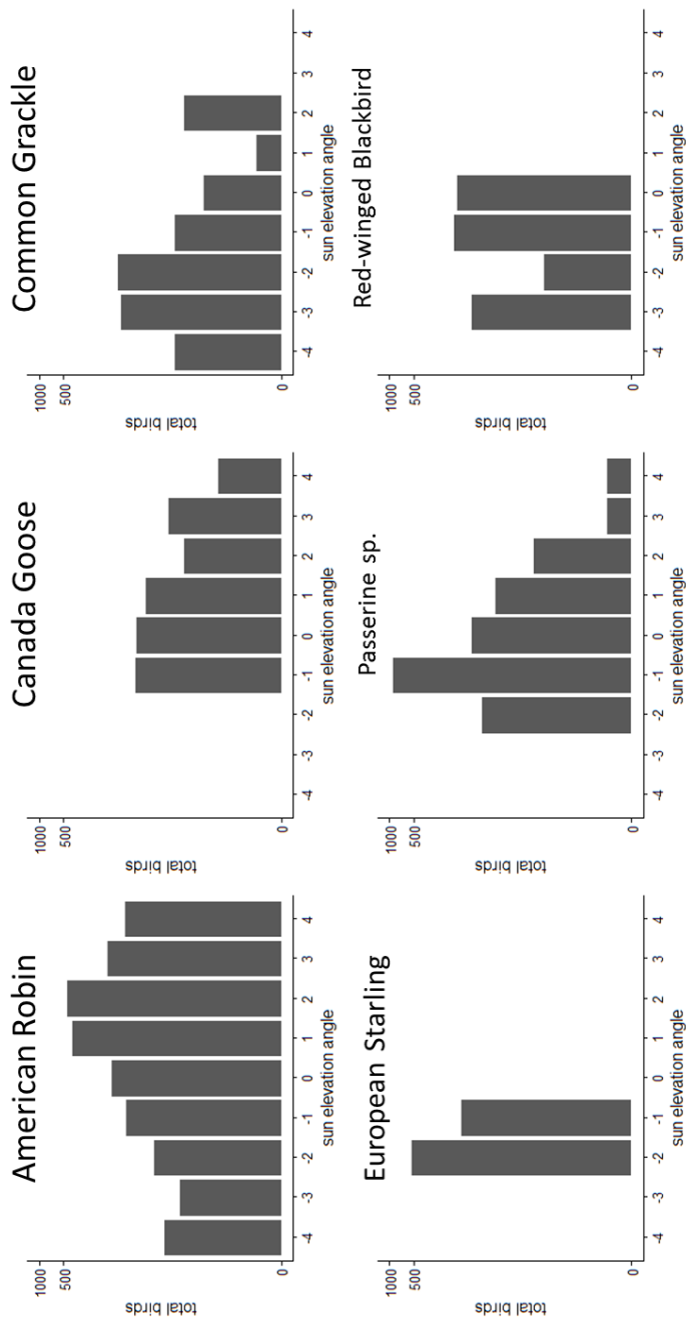 American Robin
total birds
1000
500
0
-4 -3 -2 -1 0 1 2 3 4
sun elevation angle
Canada Goose
total birds
1000
500
0
-4 -3 -2 -1 0 1 2 3 4
sun elevation angle
Common Grackle
total birds
1000
500
0
-4 -3 -2 -1 0 1 2 3 4
sun elevation angle
European Starling
total birds
1000
500
0
-4 -3 -2 -1 0 1 2 3 4
sun elevation angle
Passerine sp.
total birds
1000
500
0
-4 -3 -2 -1 0 1 2 3 4
sun elevation angle
Red-winged Blackbird
total birds
1000
500
0
-4 -3 -2 -1 0 1 2 3 4
sun elevation angle